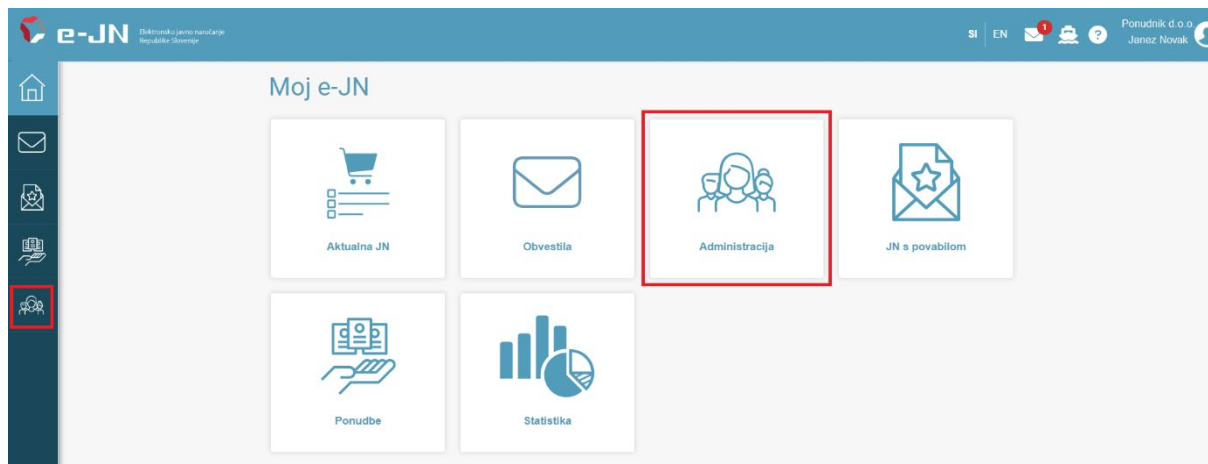 e-JN
Elektronsko javno naročanje
Republike Slovenije
SI EN
1
?
Ponudnik d.o.o.
Janez Novak
Moj e-JN
Aktualna JN
Obvestila
Administracija
JN s povabilom
Ponudbe
Statistika